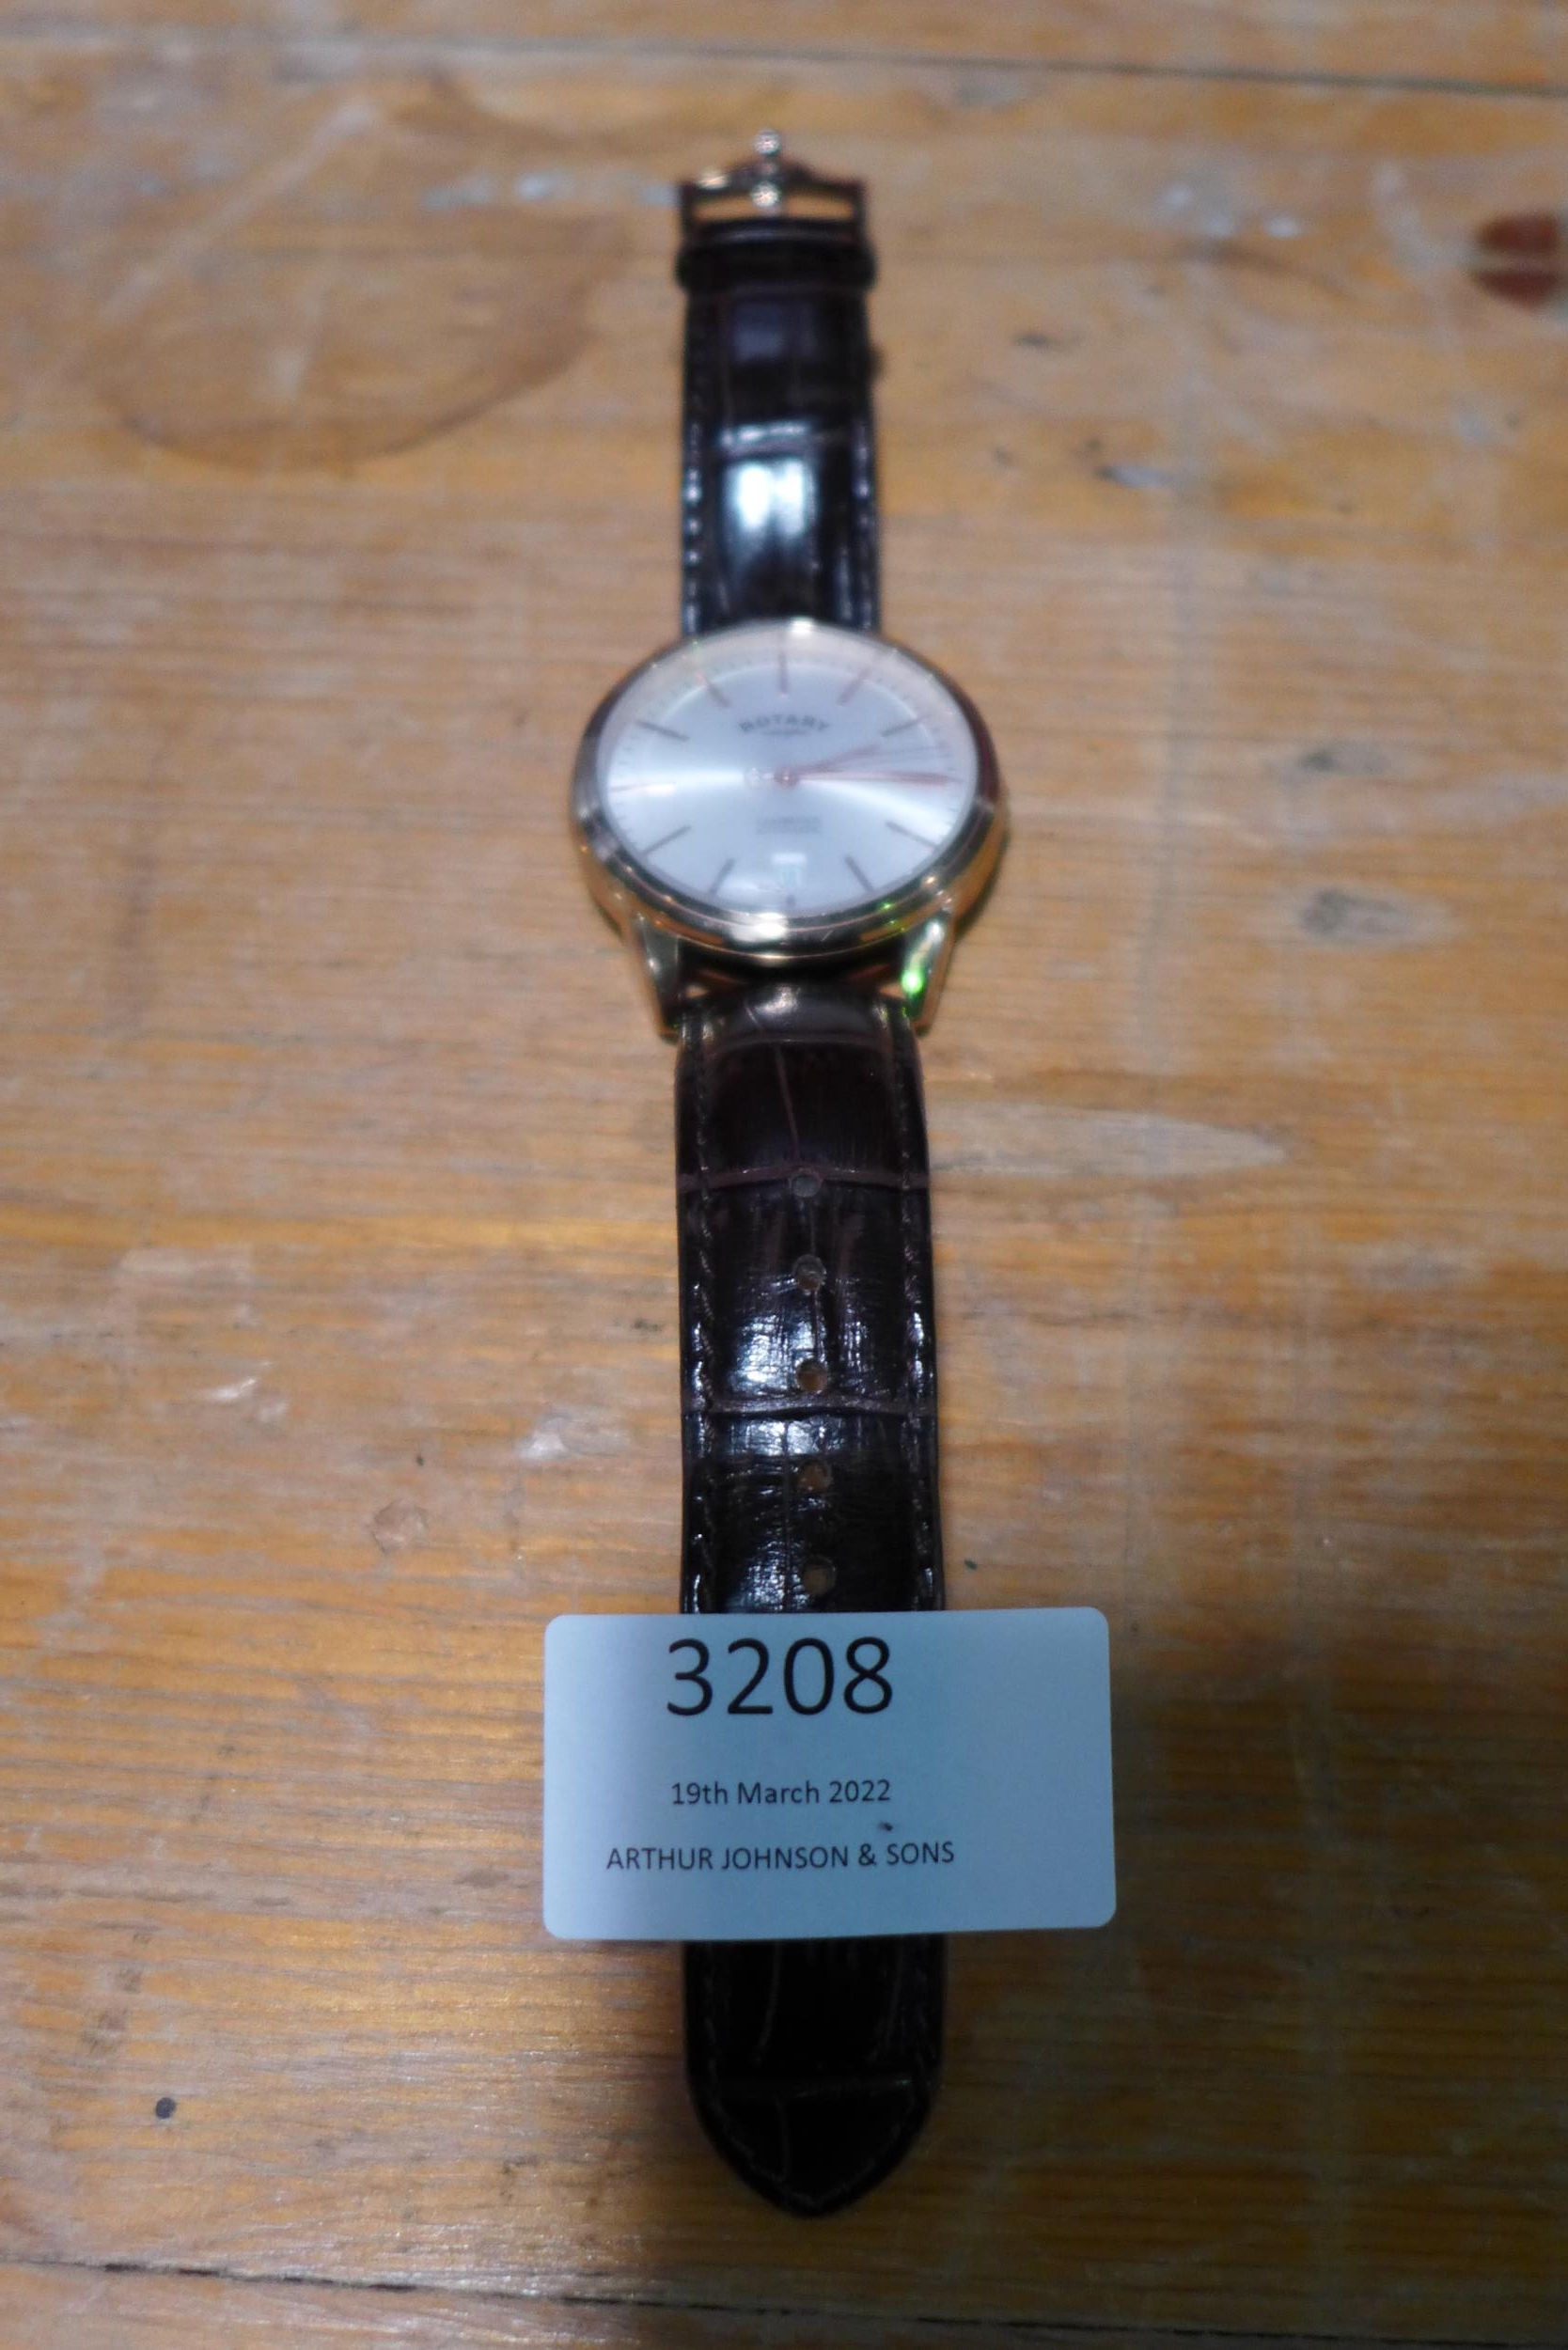 ROTARY
3208
19th March 2022
ARTHUR JOHNSON & SONS